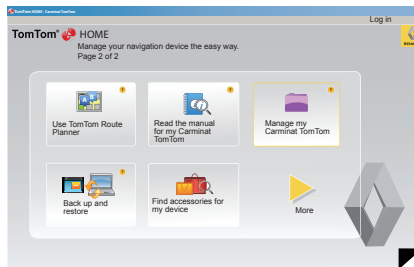 TomTom HOME - Carminat TomTom
Log in
TomTom HOME
Manage your navigation device the easy way.
Page 2 of 2
Use TomTom Route
Planner
Read the manual
for my Carminat
TomTom
Manage my
Carminat TomTom
Back up and
restore
Find accessories for
my device
More